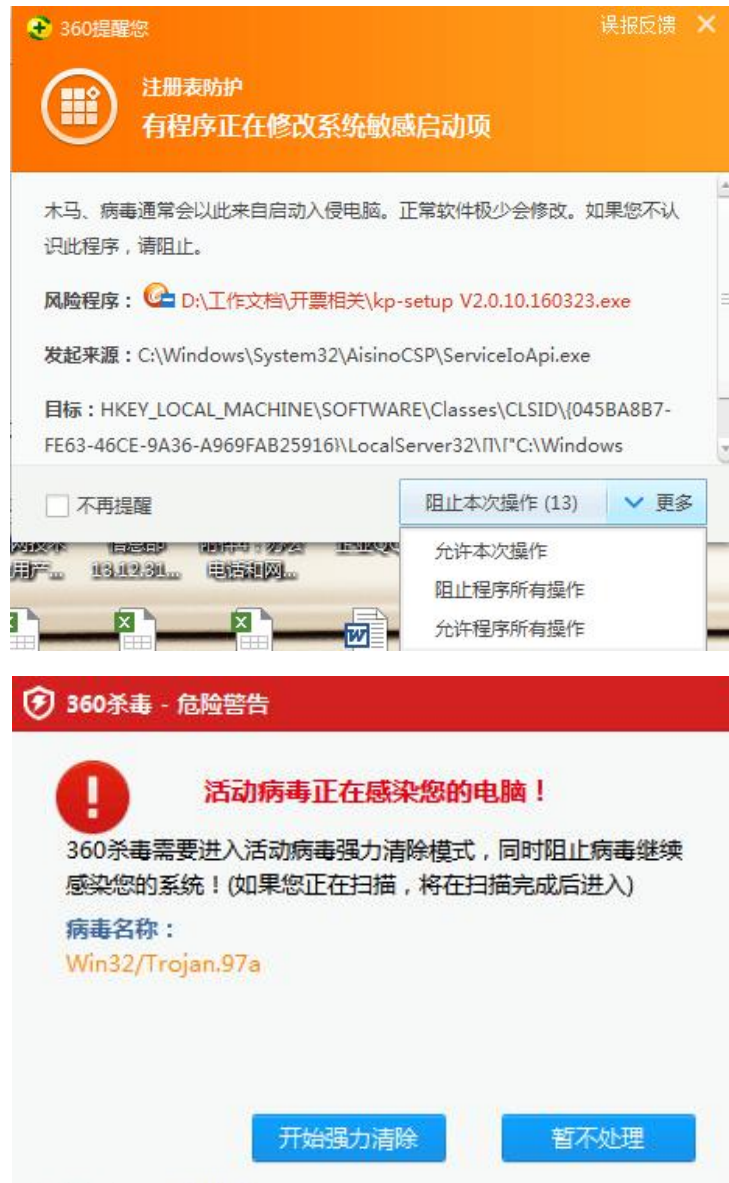 360提醒您
误报反馈
注册表防护
有程序正在修改系统敏感启动项
木马、病毒通常会以此来自启动入侵电脑。正常软件极少会修改。如果您不认
识此程序，请阻止。
风险程序： D:\工作文档\开票相关\kp-setup V2.0.10.160323.exe
发起来源：C:\Windows\System32\AisinoCSP\ServiceIoApi.exe
目标：HKEY_LOCAL_MACHINE\SOFTWARE\Classes\CLSID\{045BA8B7-
FE63-46CE-9A36-A969FAB25916}\LocalServer32\[]\["C:\Windows
不再提醒
阻止本次操作 (13)
更多
允许本次操作
阻止程序所有操作
允许程序所有操作
13.12.31...
电话和网...
360杀毒 - 危险警告
活动病毒正在感染您的电脑！
360杀毒需要进入活动病毒强力清除模式，同时阻止病毒继续
感染您的系统！(如果您正在扫描，将在扫描完成后进入)
病毒名称：
Win32/Trojan.97a
开始强力清除
暂不处理